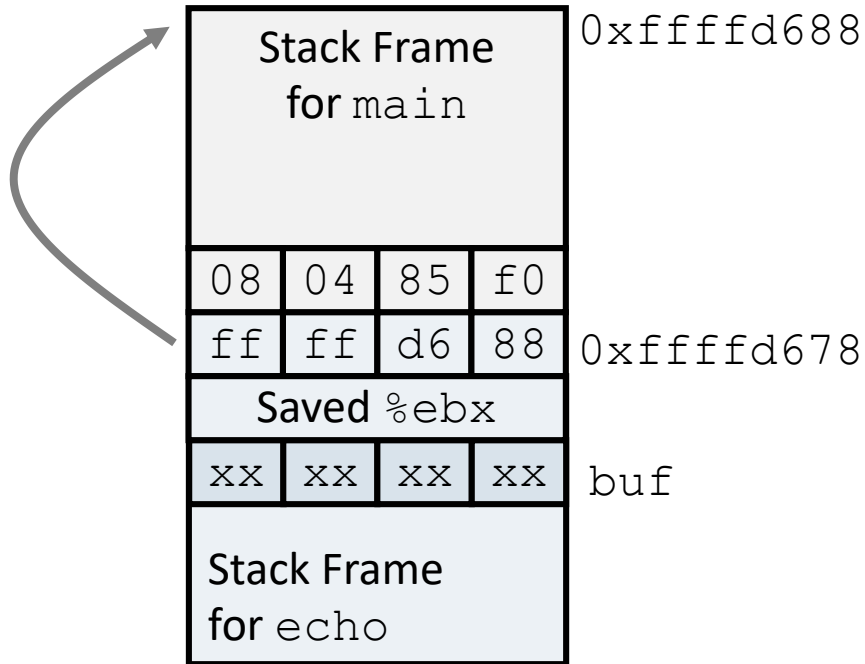 0xffffd688
Stack Frame
for main
08 04 85 f0
ff ff d6 88 0xffffd678
Saved %ebx
xx xx xx xx buf
Stack Frame
for echo